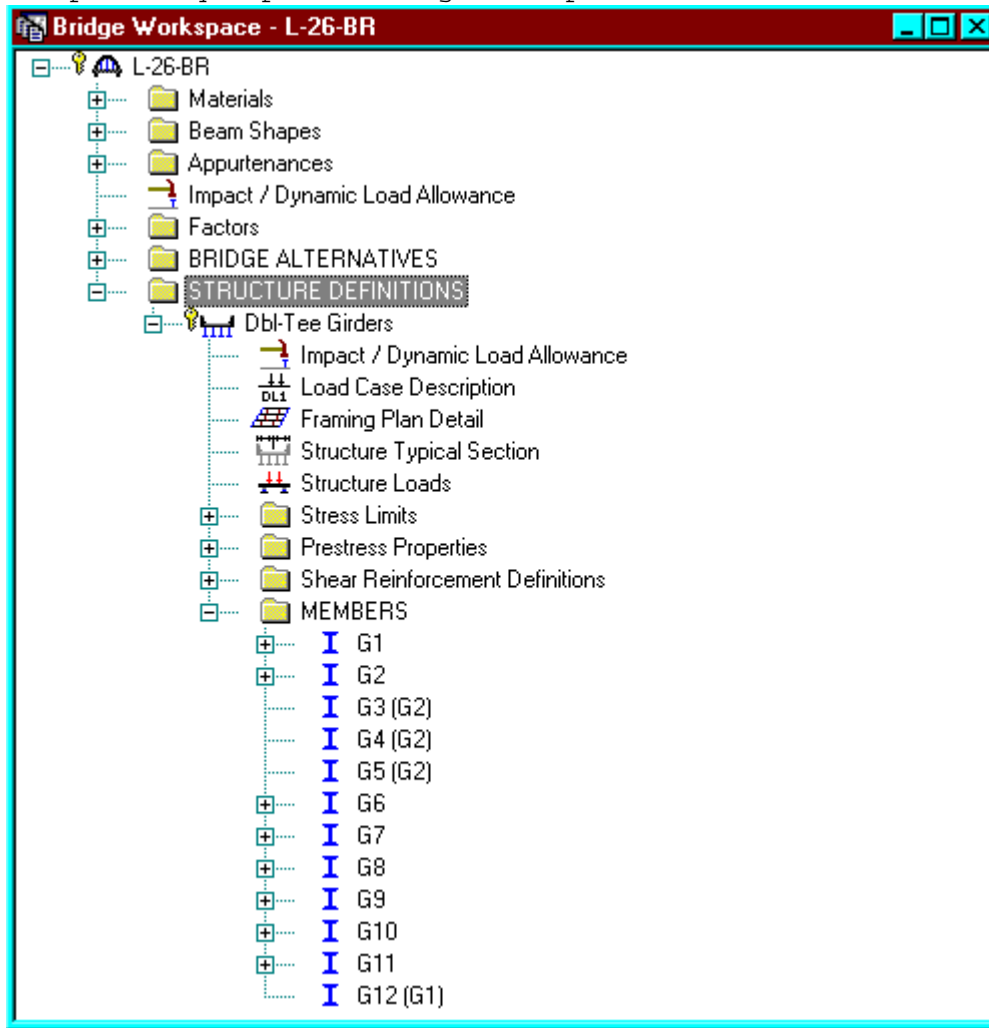 Bridge Workspace - L-26-BR
L-26-BR
Materials
Beam Shapes
Appurtenances
Impact / Dynamic Load Allowance
Factors
BRIDGE ALTERNATIVES
STRUCTURE DEFINITIONS
Dbl-Tee Girders
Impact / Dynamic Load Allowance
DL1 Load Case Description
Framing Plan Detail
Structure Typical Section
Structure Loads
Stress Limits
Prestress Properties
Shear Reinforcement Definitions
MEMBERS
G1
G2
G3 (G2)
G4 (G2)
G5 (G2)
G6
G7
G8
G9
G10
G11
G12 (G1)